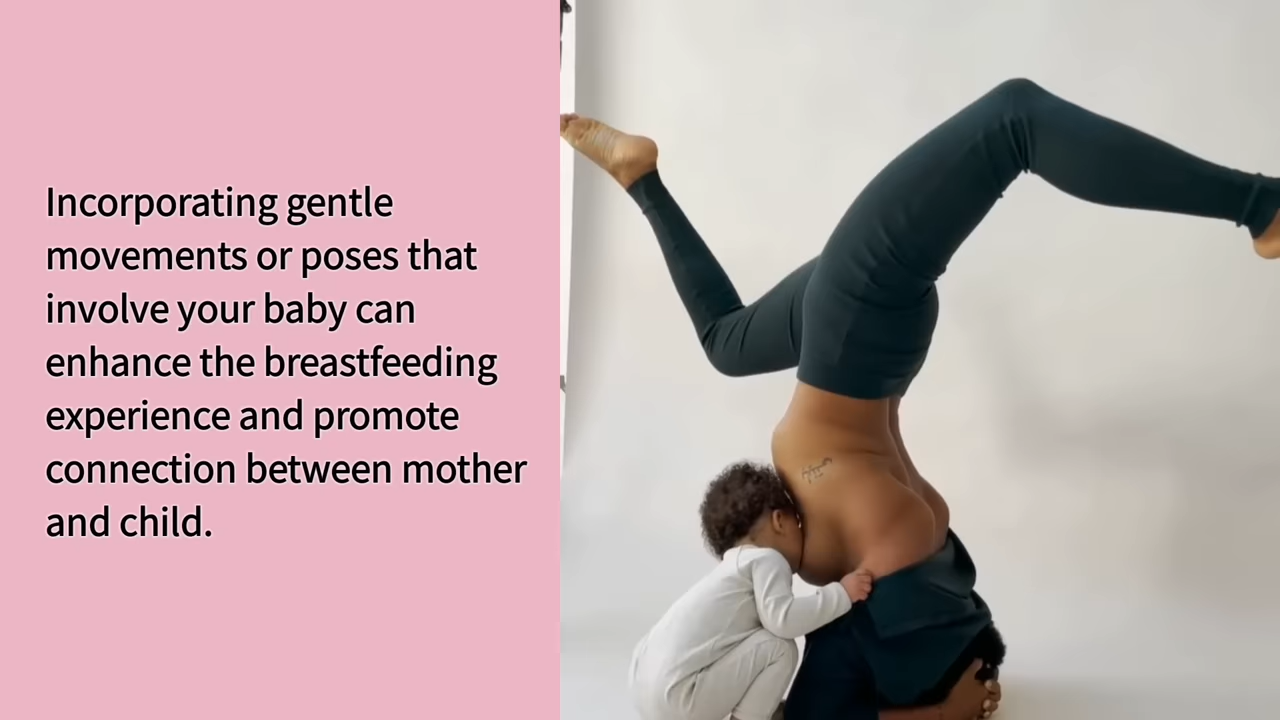 Incorporating gentle
movements or poses that
involve your baby can
enhance the breastfeeding
experience and promote
connection between mother
and child.